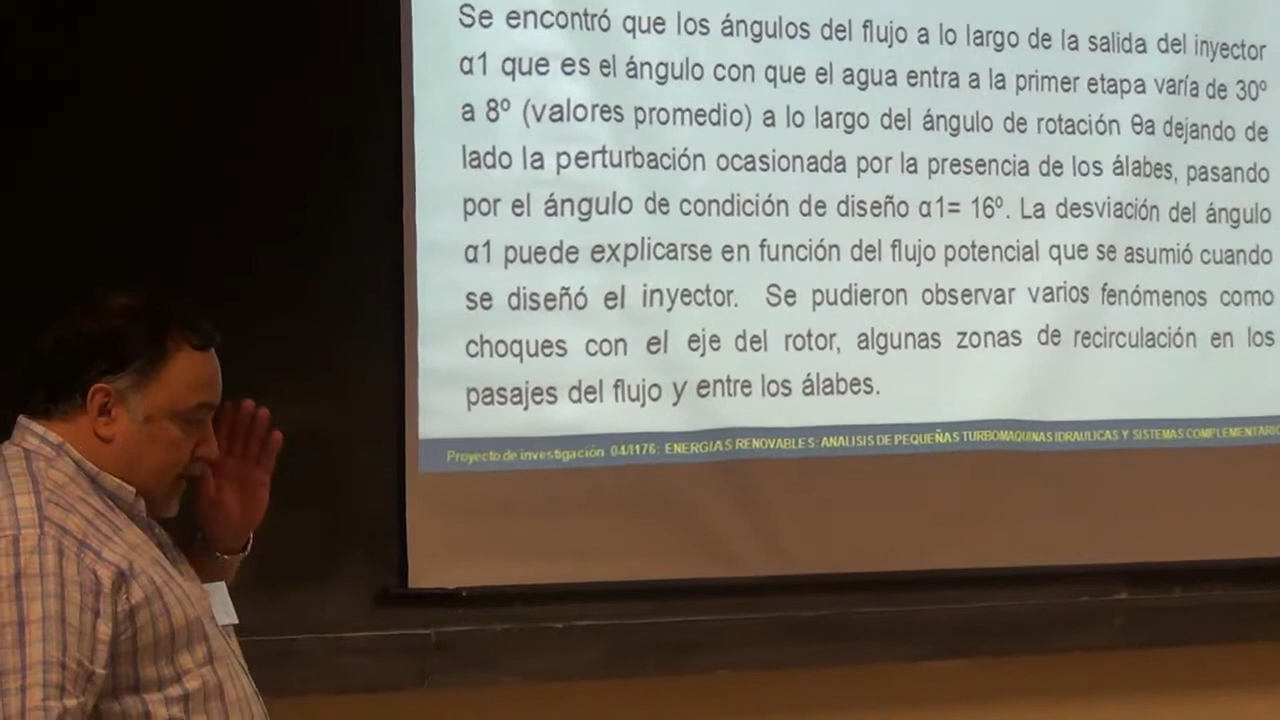 Se encontró que los ángulos del flujo a lo largo de la salida del inyector
α1 que es el ángulo con que el agua entra a la primer etapa varía de 30º
a 8º (valores promedio) a lo largo del ángulo de rotación θa dejando de
lado la perturbación ocasionada por la presencia de los álabes, pasando
por el ángulo de condición de diseño α1= 16º. La desviación del ángulo
α1 puede explicarse en función del flujo potencial que se asumió cuando
se diseñó el inyector. Se pudieron observar varios fenómenos como
choques con el eje del rotor, algunas zonas de recirculación en los
pasajes del flujo y entre los álabes.
Proyecto de investigación 04/I176: ENERGIAS RENOVABLES: ANALISIS DE PEQUEÑAS TURBOMAQUINAS IDRAULICAS Y SISTEMAS COMPLEMENTARIO